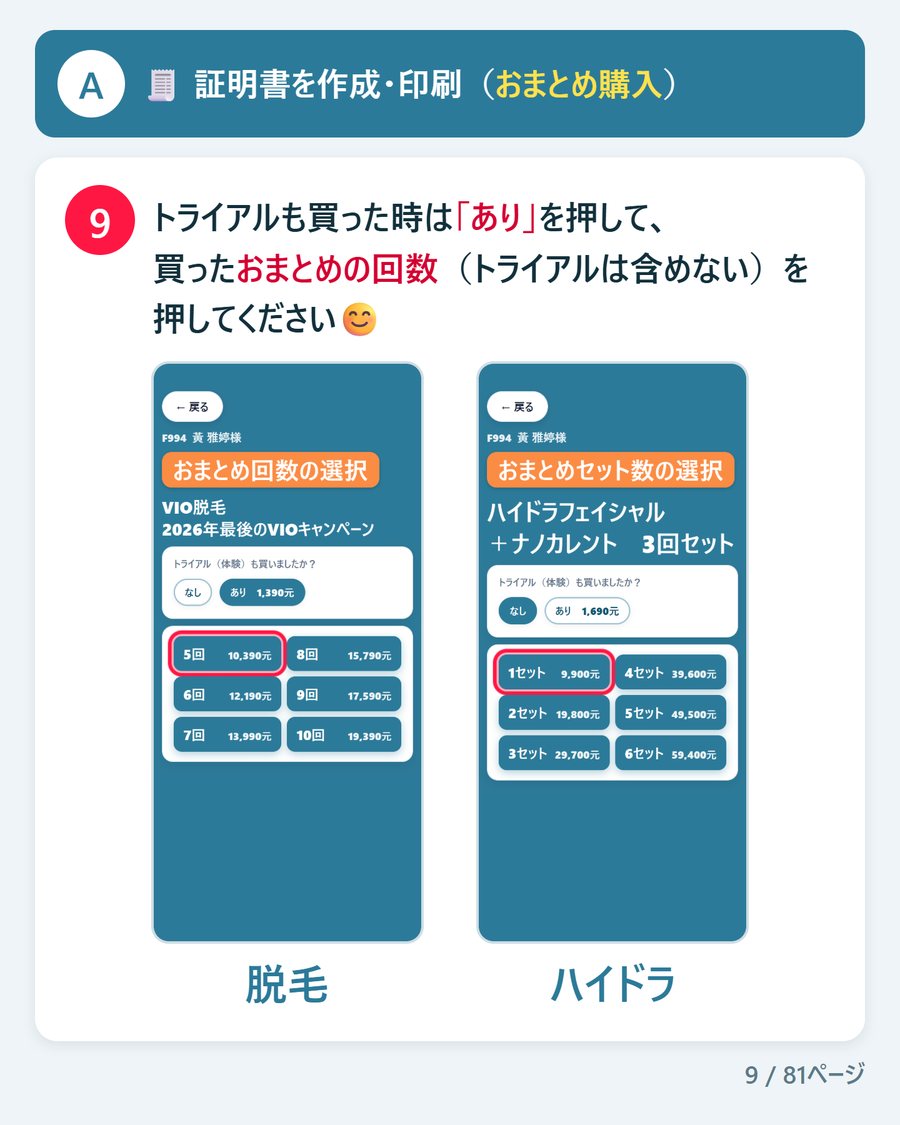 A 証明書を作成・印刷（おまとめ購入）
9
トライアルも買った時は「あり」を押して、
買ったおまとめの回数（トライアルは含めない）を
押してください😊
← 戻る
F994 黃 雅婷様
おまとめ回数の選択
VIO脱毛
2026年最後のVIOキャンペーン
トライアル（体験）も買いましたか？
なし あり 1,390元
5回 10,390元 8回 15,790元
6回 12,190元 9回 17,590元
7回 13,990元 10回 19,390元
脱毛
← 戻る
F994 黃 雅婷様
おまとめセット数の選択
ハイドラフェイシャル
＋ナノカレント 3回セット
トライアル（体験）も買いましたか？
なし あり 1,690元
1セット 9,900元 4セット 39,600元
2セット 19,800元 5セット 49,500元
3セット 29,700元 6セット 59,400元
ハイドラ
9 / 81ページ